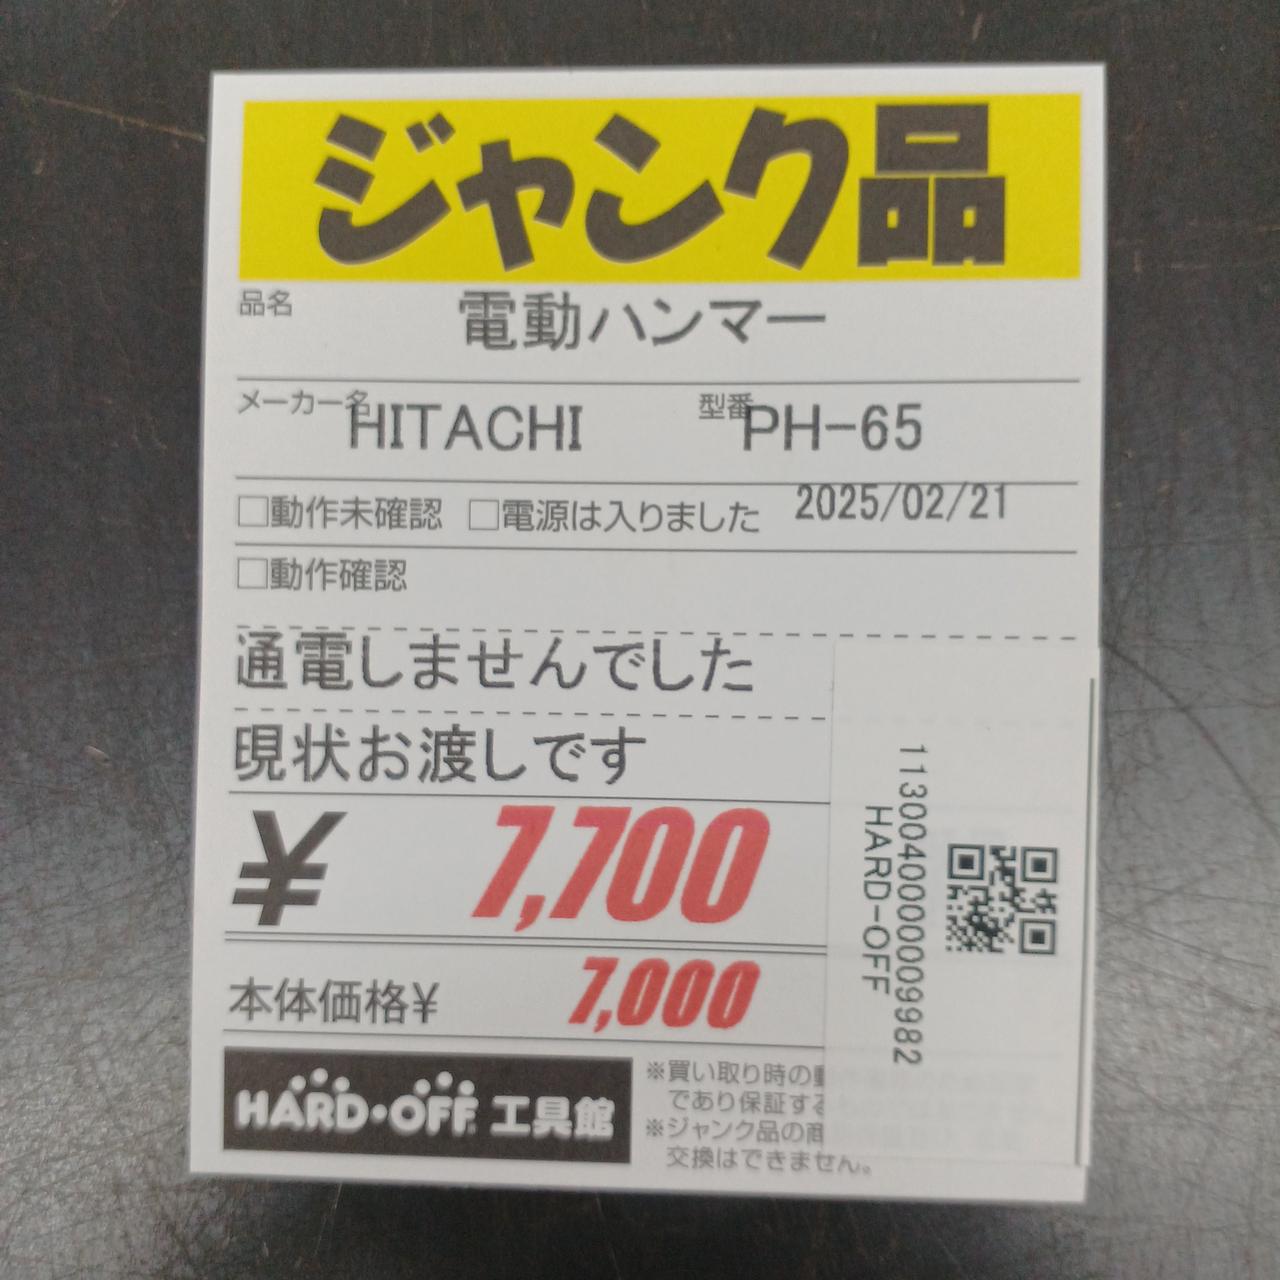 ジャンク品
品名 電動ハンマー
メーカー名 HITACHI 型番 PH-65
□動作未確認 □電源は入りました 2025/02/21
□動作確認
通電しませんでした
現状お渡しです
¥ 7,700
本体価格¥ 7,000
HARD・OFF 工具館
※買い取り時の動
であり保証する
※ジャンク品の商
交換はできません。
1130040000009982
HARD-OFF